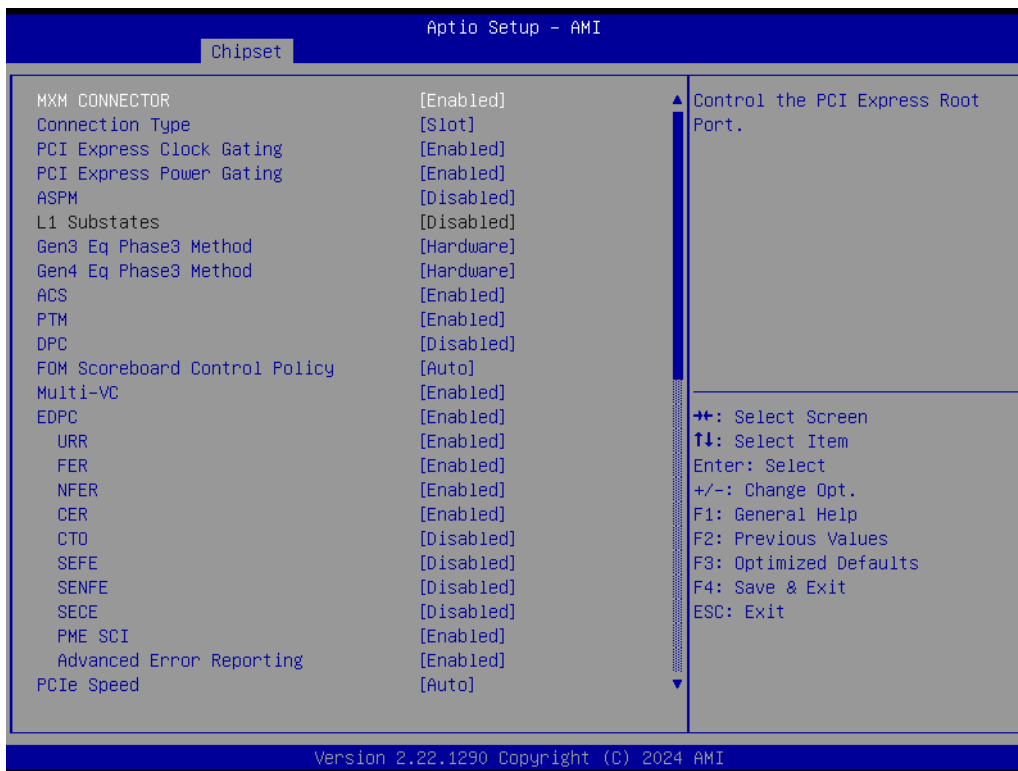 Aptio Setup – AMI
Chipset
MXM CONNECTOR [Enabled]
Connection Type [Slot]
PCI Express Clock Gating [Enabled]
PCI Express Power Gating [Enabled]
ASPM [Disabled]
L1 Substates [Disabled]
Gen3 Eq Phase3 Method [Hardware]
Gen4 Eq Phase3 Method [Hardware]
ACS [Enabled]
PTM [Enabled]
DPC [Disabled]
FOM Scoreboard Control Policy [Auto]
Multi-VC [Enabled]
EDPC [Enabled]
URR [Enabled]
FER [Enabled]
NFER [Enabled]
CER [Enabled]
CTO [Disabled]
SEFE [Disabled]
SENFE [Disabled]
SECE [Disabled]
PME SCI [Enabled]
Advanced Error Reporting [Enabled]
PCIe Speed [Auto]
Control the PCI Express Root
Port.
→←: Select Screen
↑↓: Select Item
Enter: Select
+/-: Change Opt.
F1: General Help
F2: Previous Values
F3: Optimized Defaults
F4: Save & Exit
ESC: Exit
Version 2.22.1290 Copyright (C) 2024 AMI